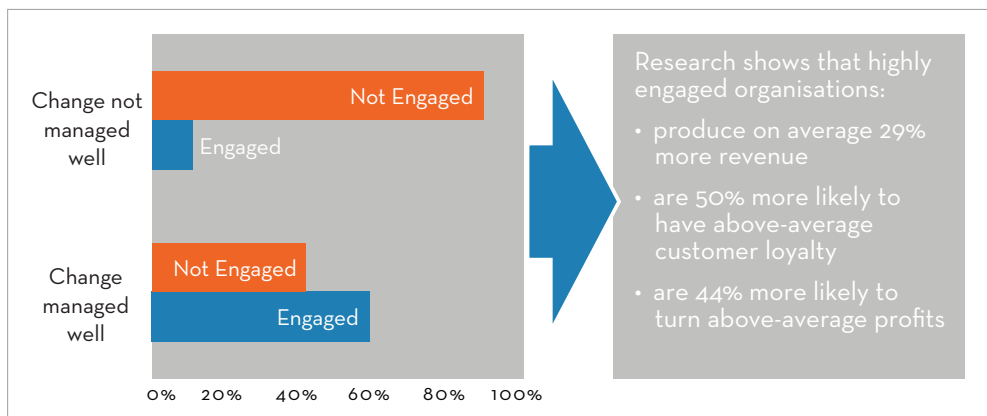 Change not
managed
well
Not Engaged
Engaged
Change
managed
well
Not Engaged
Engaged
0% 20% 40% 60% 80% 100%
Research shows that highly
engaged organisations:
• produce on average 29%
more revenue
• are 50% more likely to
have above-average
customer loyalty
• are 44% more likely to
turn above-average profits